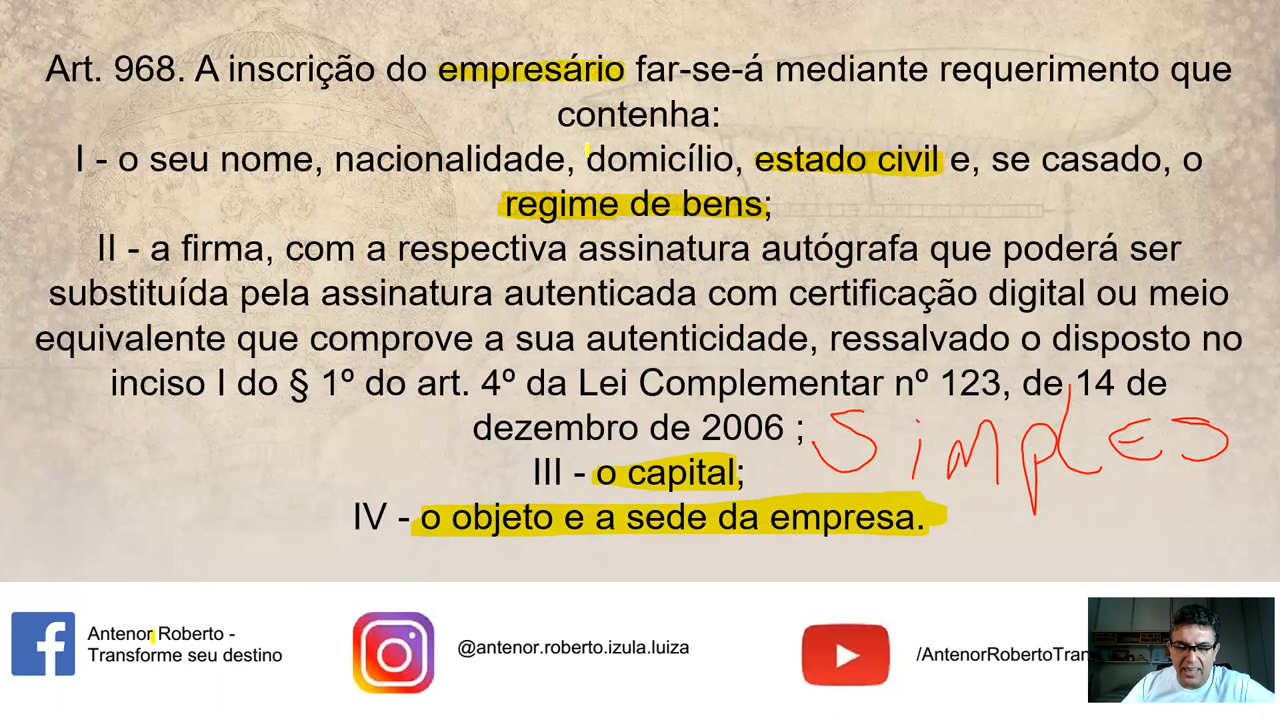 Art. 968. A inscrição do empresário far-se-á mediante requerimento que
contenha:
I - o seu nome, nacionalidade, domicílio, estado civil e, se casado, o
regime de bens;
II - a firma, com a respectiva assinatura autógrafa que poderá ser
substituída pela assinatura autenticada com certificação digital ou meio
equivalente que comprove a sua autenticidade, ressalvado o disposto no
inciso I do § 1º do art. 4º da Lei Complementar nº 123, de 14 de
dezembro de 2006 ;
SiMPLES
III - o capital;
IV - o objeto e a sede da empresa.
Antenor Roberto -
Transforme seu destino
@antenor.roberto.izula.luiza
/AntenorRobertoTran